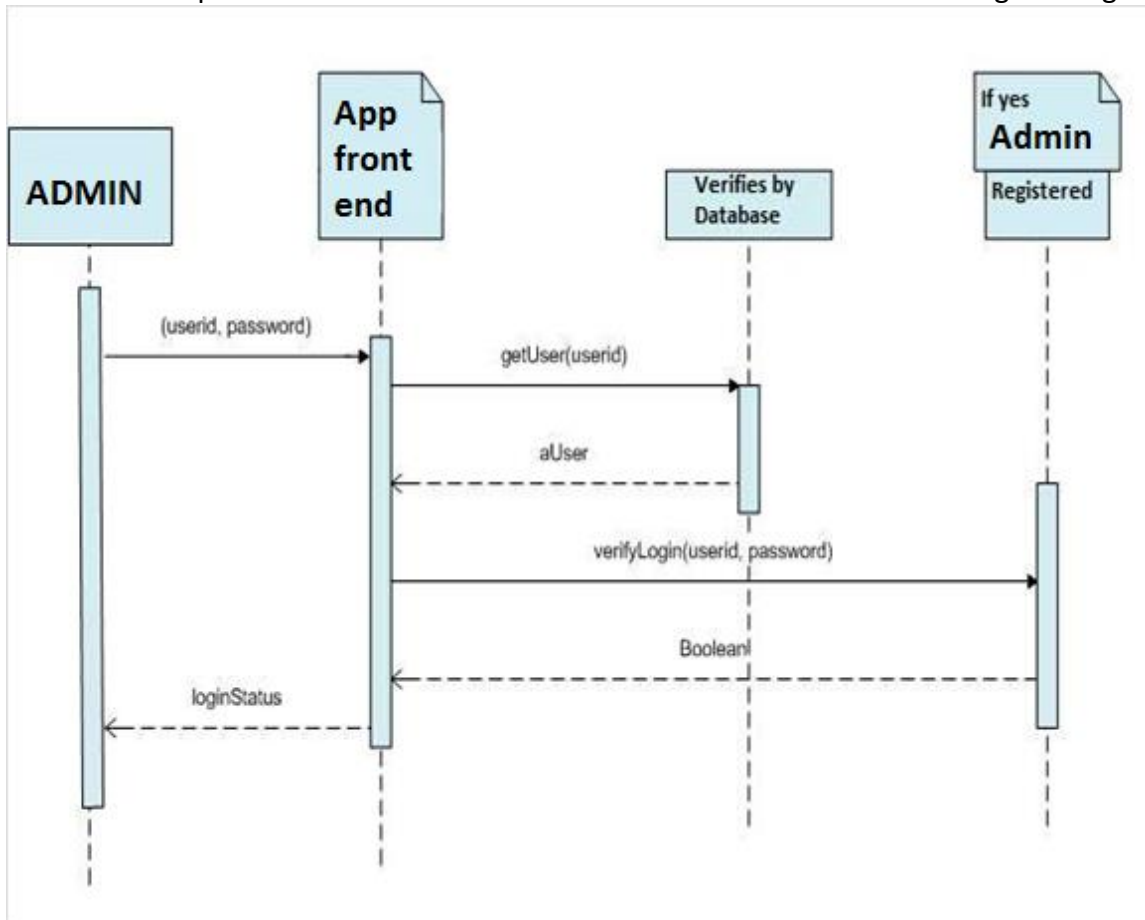 If yes
App
Admin
front
end
ADMIN
Verifies by
Database
Registered
(userid, password)
getUser(userid)
aUser
verifyLogin(userid, password)
Boolean
loginStatus